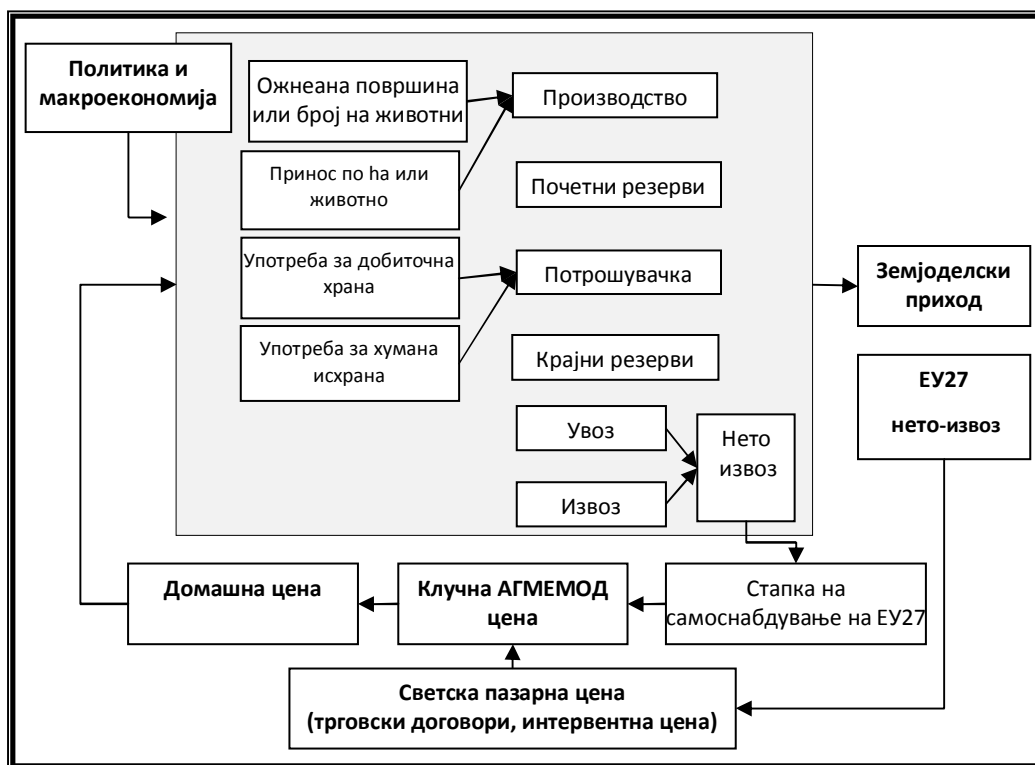 Политика и
макроекономија
Ожнеана површина
или број на животни
Производство
Принос по ha или
животно
Почетни резерви
Употреба за добиточна
храна
Потрошувачка
Земјоделски
приход
Употреба за хумана
исхрана
Крајни резерви
ЕУ27
нето-извоз
Увоз
Нето
извоз
Извоз
Домашна цена
Клучна АГМЕМОД
цена
Стапка на
самоснабдување на ЕУ27
Светска пазарна цена
(трговски договори, интервентна цена)